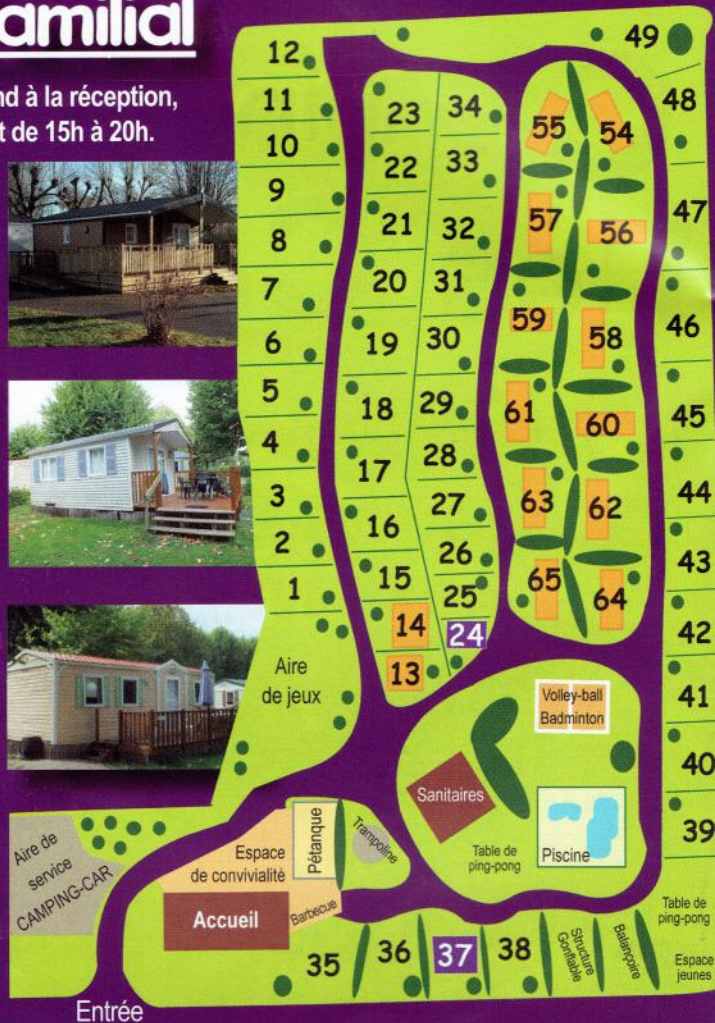 amilial
nd à la réception,
t de 15h à 20h.
12
11
10
9
8
7
6
5
4
3
2
1
Aire
de jeux
23
22
21
20
19
18
17
16
15
14
13
34
33
32
31
30
29
28
27
26
25
24
55
54
57
56
59
58
61
60
63
62
65
64
49
48
47
46
45
44
43
42
41
40
39
Volley-ball
Badminton
Sanitaires
Table de
ping-pong
Piscine
Aire de
service
CAMPING-CAR
Espace
de convivialité
Pétanque
Trampoline
Accueil
Barbecue
35
36
37
38
Structure
Gonflable
Balançoire
Table de
ping-pong
Espace
jeunes
Entrée